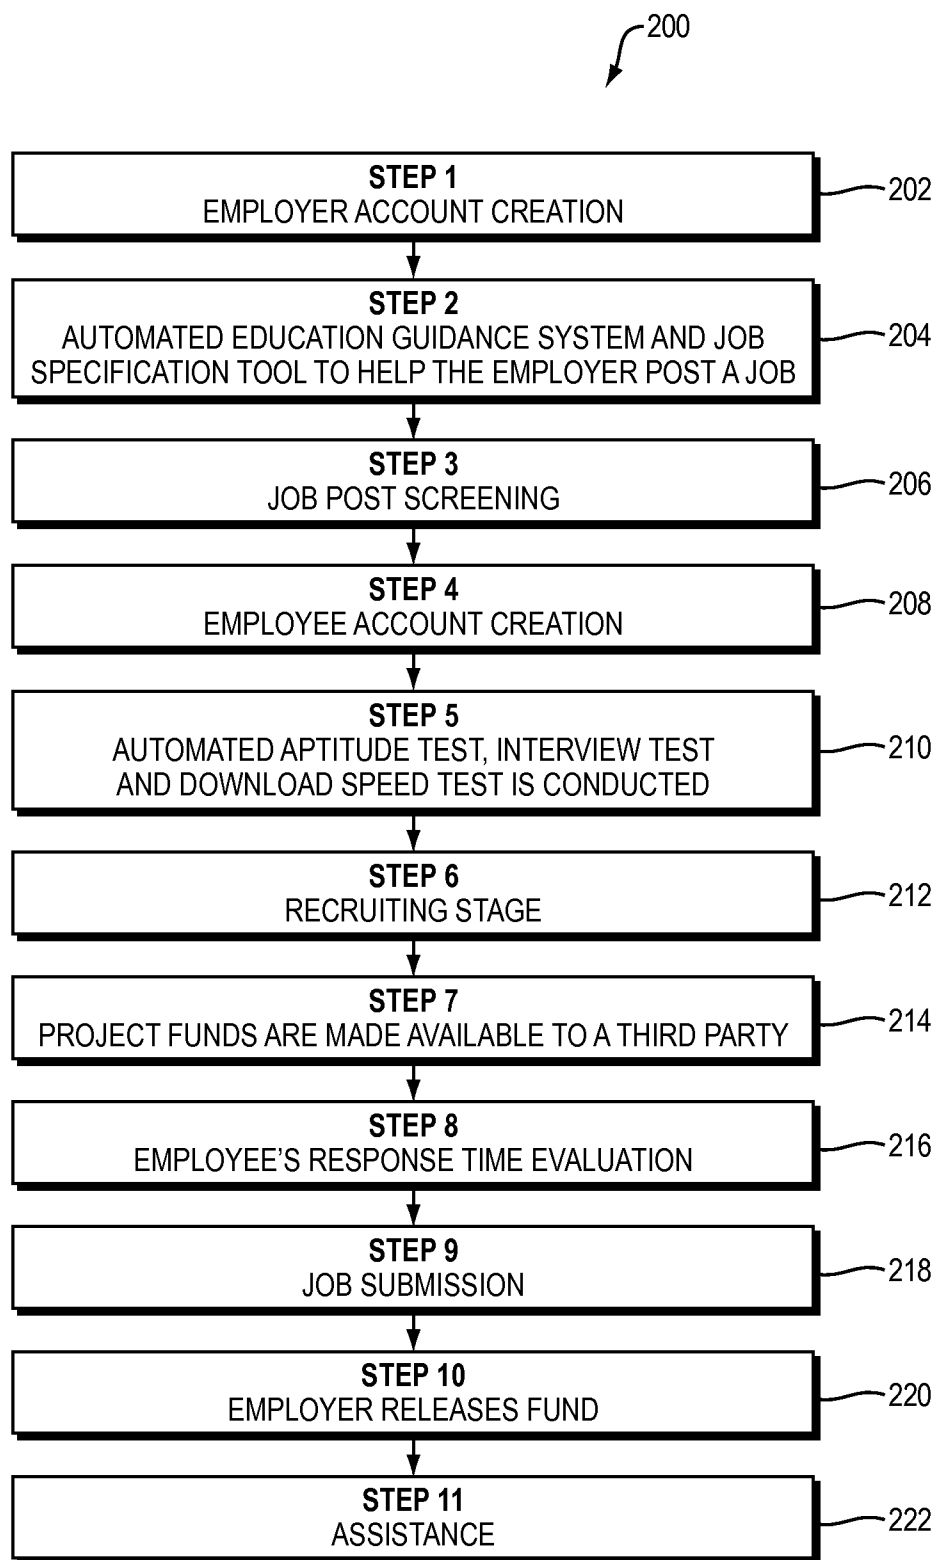 200
STEP 1
EMPLOYER ACCOUNT CREATION
202
STEP 2
AUTOMATED EDUCATION GUIDANCE SYSTEM AND JOB
SPECIFICATION TOOL TO HELP THE EMPLOYER POST A JOB
204
STEP 3
JOB POST SCREENING
206
STEP 4
EMPLOYEE ACCOUNT CREATION
208
STEP 5
AUTOMATED APTITUDE TEST, INTERVIEW TEST
AND DOWNLOAD SPEED TEST IS CONDUCTED
210
STEP 6
RECRUITING STAGE
212
STEP 7
PROJECT FUNDS ARE MADE AVAILABLE TO A THIRD PARTY
214
STEP 8
EMPLOYEE'S RESPONSE TIME EVALUATION
216
STEP 9
JOB SUBMISSION
218
STEP 10
EMPLOYER RELEASES FUND
220
STEP 11
ASSISTANCE
222